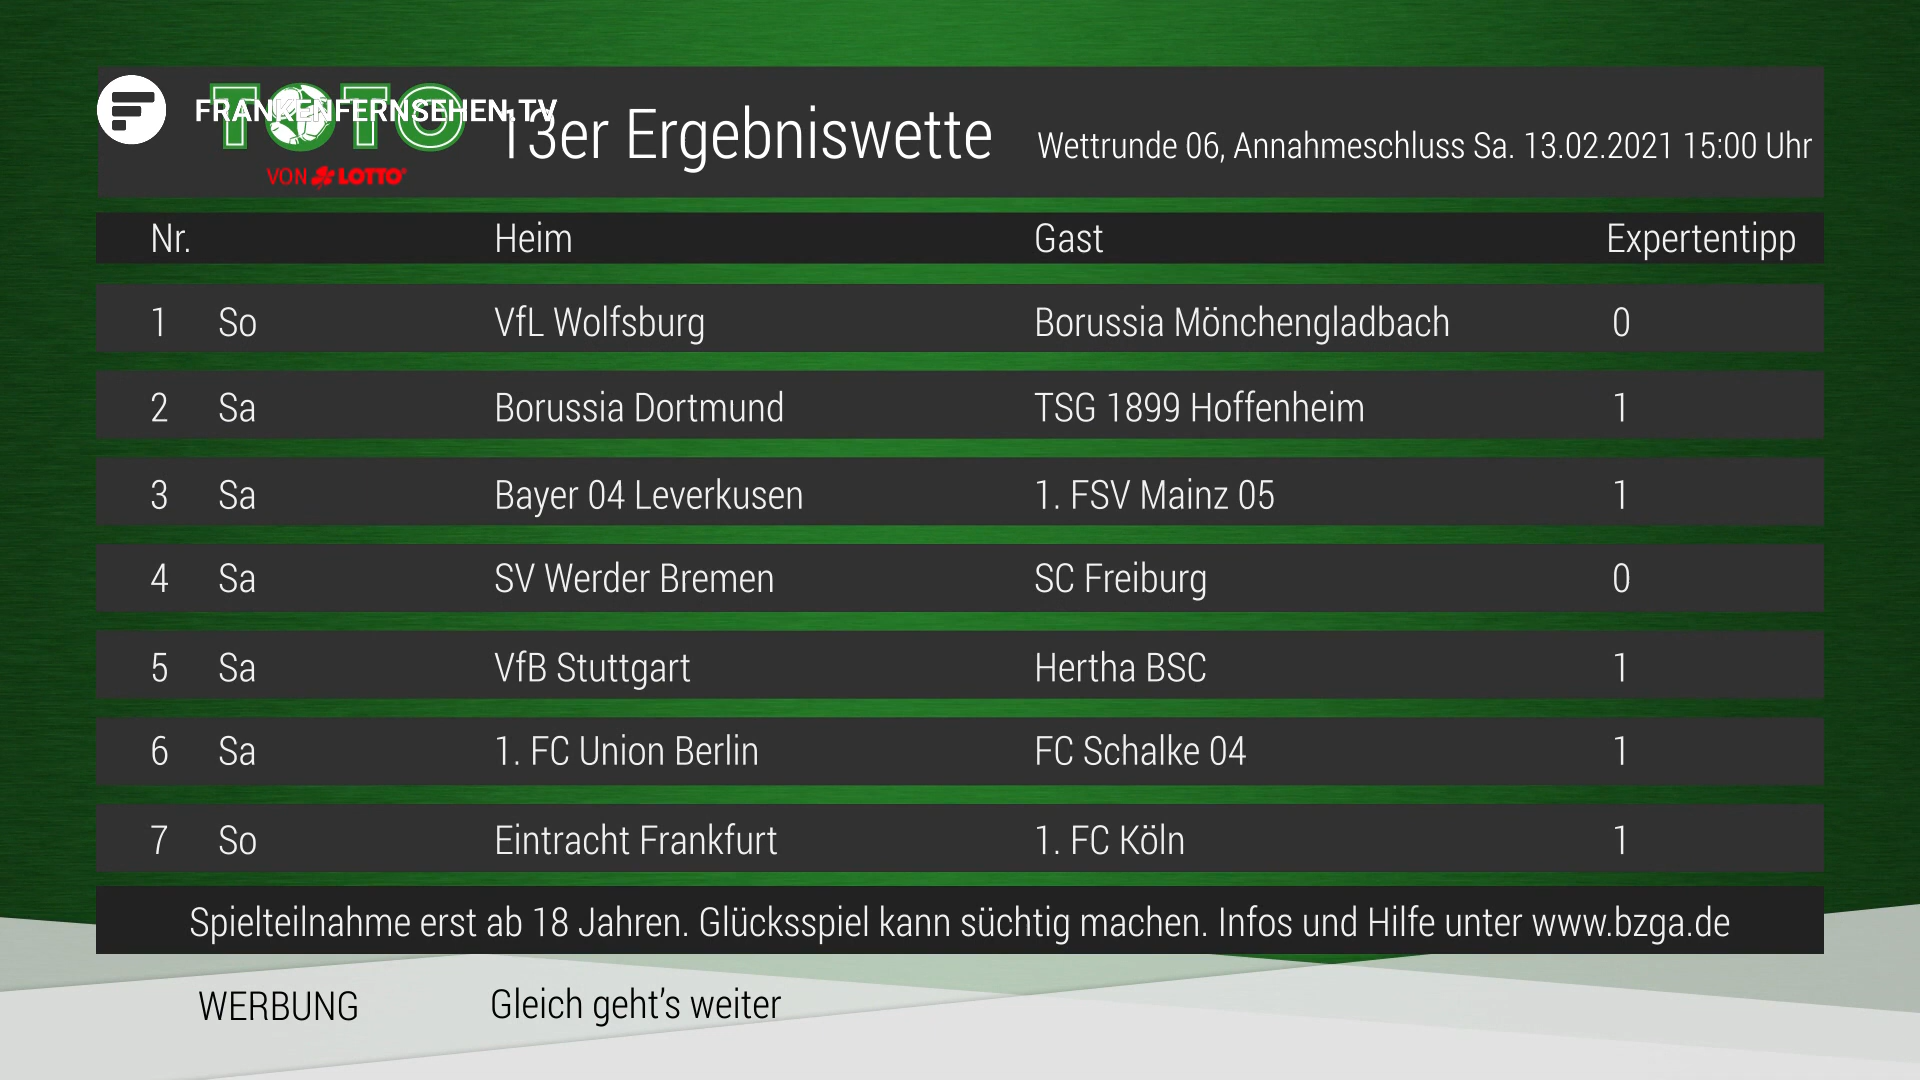 FRANKENFERNSEHEN.TV
TOTO
VON LOTTO
13er Ergebniswette
Wettrunde 06, Annahmeschluss Sa. 13.02.2021 15:00 Uhr
Nr. Heim Gast Expertentipp
1 So VfL Wolfsburg Borussia Mönchengladbach 0
2 Sa Borussia Dortmund TSG 1899 Hoffenheim 1
3 Sa Bayer 04 Leverkusen 1. FSV Mainz 05 1
4 Sa SV Werder Bremen SC Freiburg 0
5 Sa VfB Stuttgart Hertha BSC 1
6 Sa 1. FC Union Berlin FC Schalke 04 1
7 So Eintracht Frankfurt 1. FC Köln 1
Spielteilnahme erst ab 18 Jahren. Glücksspiel kann süchtig machen. Infos und Hilfe unter www.bzga.de
WERBUNG Gleich geht’s weiter